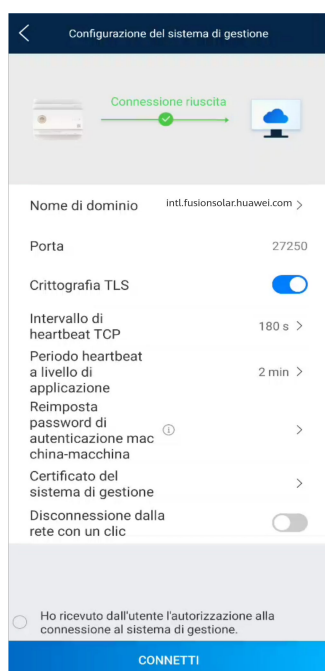 Configurazione del sistema di gestione
Connessione riuscita
Nome di dominio intl.fusionsolar.huawei.com
Porta 27250
Crittografia TLS
Intervallo di
heartbeat TCP 180 s
Periodo heartbeat
a livello di
applicazione 2 min
Reimposta
password di
autenticazione mac
china-macchina
Certificato del
sistema di gestione
Disconnessione dalla
rete con un clic
Ho ricevuto dall'utente l'autorizzazione alla
connessione al sistema di gestione.
CONNETTI